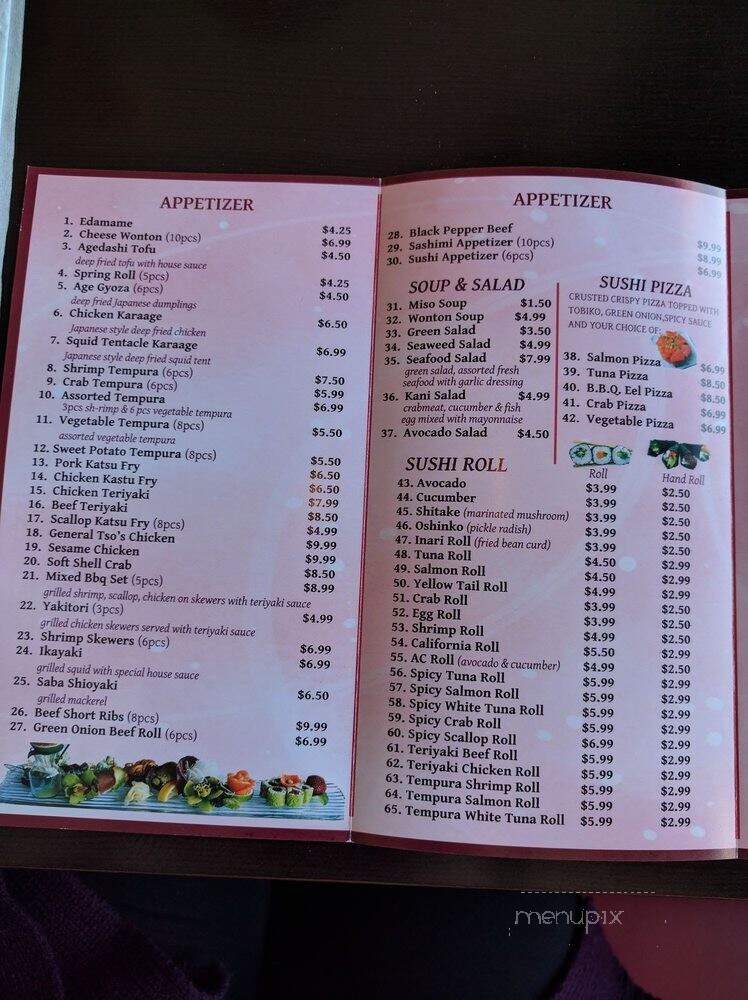 APPETIZER
1. Edamame $4.25
2. Cheese Wonton (10pcs) $6.99
3. Agedashi Tofu $4.50
deep fried tofu with house sauce
4. Spring Roll (5pcs) $4.25
5. Age Gyoza (6pcs) $4.50
deep fried Japanese dumplings
6. Chicken Karaage $6.50
Japanese style deep fried chicken
7. Squid Tentacle Karaage $6.99
Japanese style deep fried squid tent
8. Shrimp Tempura (6pcs) $7.50
9. Crab Tempura (6pcs) $5.99
10. Assorted Tempura $6.99
3pcs sh-rimp & 6 pcs vegetable tempura
11. Vegetable Tempura (8pcs) $5.50
assorted vegetable tempura
12. Sweet Potato Tempura (8pcs) $5.50
13. Pork Katsu Fry $6.50
14. Chicken Kastu Fry $6.50
15. Chicken Teriyaki $7.99
16. Beef Teriyaki $8.50
17. Scallop Katsu Fry (8pcs) $4.99
18. General Tso's Chicken $9.99
19. Sesame Chicken $9.99
20. Soft Shell Crab $8.50
21. Mixed Bbq Set (5pcs) $8.99
grilled shrimp, scallop, chicken on skewers with teriyaki sauce
22. Yakitori (3pcs) $4.99
grilled chicken skewers served with teriyaki sauce
23. Shrimp Skewers (6pcs) $6.99
24. Ikayaki $6.99
grilled squid with special house sauce
25. Saba Shioyaki $6.50
grilled mackerel
26. Beef Short Ribs (8pcs) $9.99
27. Green Onion Beef Roll (6pcs) $6.99
APPETIZER
28. Black Pepper Beef $9.99
29. Sashimi Appetizer (10pcs) $8.99
30. Sushi Appetizer (6pcs) $6.99
SOUP & SALAD
31. Miso Soup $1.50
32. Wonton Soup $4.99
33. Green Salad $3.50
34. Seaweed Salad $4.99
35. Seafood Salad $7.99
green salad, assorted fresh
seafood with garlic dressing
36. Kani Salad $4.99
crabmeat, cucumber & fish
egg mixed with mayonnaise
37. Avocado Salad $4.50
SUSHI PIZZA
CRUSTED CRISPY PIZZA TOPPED WITH
TOBIKO, GREEN ONION,SPICY SAUCE
AND YOUR CHOICE OF:
38. Salmon Pizza $6.99
39. Tuna Pizza $8.50
40. B.B.Q. Eel Pizza $8.50
41. Crab Pizza $6.99
42. Vegetable Pizza $6.99
SUSHI ROLL
Roll Hand Roll
43. Avocado $3.99 $2.50
44. Cucumber $3.99 $2.50
45. Shitake (marinated mushroom) $3.99 $2.50
46. Oshinko (pickle radish) $3.99 $2.50
47. Inari Roll (fried bean curd) $3.99 $2.50
48. Tuna Roll $4.50 $2.99
49. Salmon Roll $4.50 $2.99
50. Yellow Tail Roll $4.99 $2.99
51. Crab Roll $3.99 $2.50
52. Egg Roll $3.99 $2.50
53. Shrimp Roll $4.99 $2.99
54. California Roll $5.50 $2.99
55. AC Roll (avocado & cucumber) $4.99 $2.50
56. Spicy Tuna Roll $5.99 $2.99
57. Spicy Salmon Roll $5.99 $2.99
58. Spicy White Tuna Roll $5.99 $2.99
59. Spicy Crab Roll $5.99 $2.99
60. Spicy Scallop Roll $6.99 $2.99
61. Teriyaki Beef Roll $5.99 $2.99
62. Teriyaki Chicken Roll $5.99 $2.99
63. Tempura Shrimp Roll $5.99 $2.99
64. Tempura Salmon Roll $5.99 $2.99
65. Tempura White Tuna Roll $5.99 $2.99
menupix